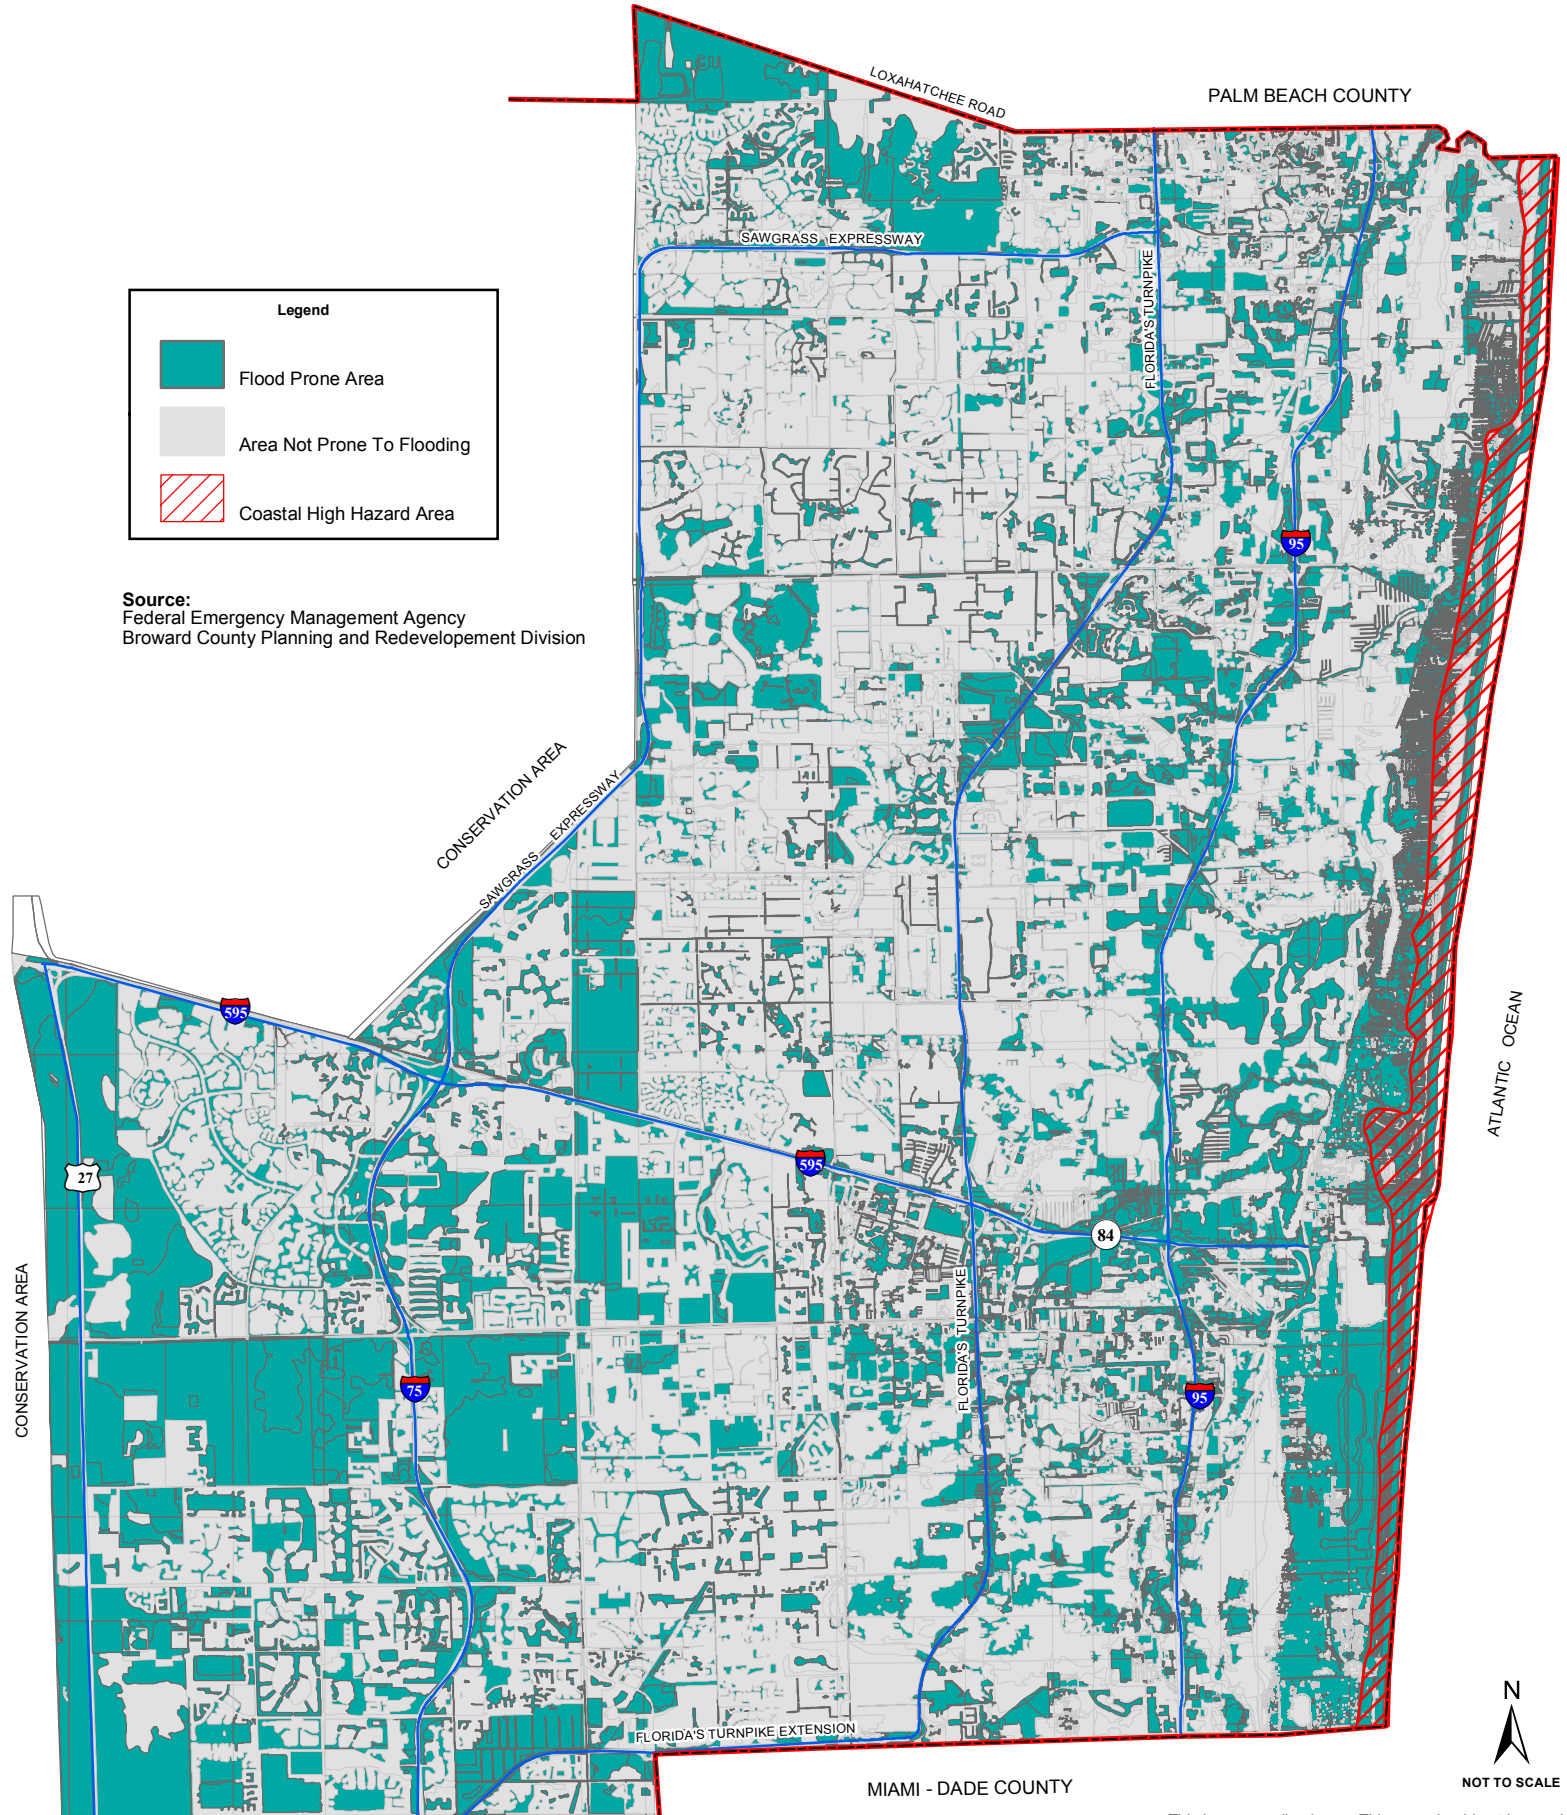 PALM BEACH COUNTY
LOXAHATCHEE ROAD
SAWGRASS EXPRESSWAY
FLORIDA'S TURNPIKE
Legend
Flood Prone Area
Area Not Prone To Flooding
Coastal High Hazard Area
95
Source:
Federal Emergency Management Agency
Broward County Planning and Redevelopement Division
CONSERVATION AREA
SAWGRASS EXPRESSWAY
595
ATLANTIC OCEAN
27
595
84
CONSERVATION AREA
FLORIDA'S TURNPIKE
75
95
N
NOT TO SCALE
FLORIDA'S TURNPIKE EXTENSION
MIAMI - DADE COUNTY